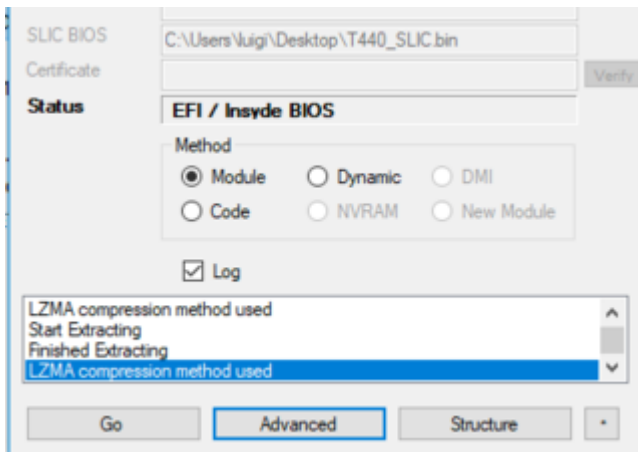 SLIC BIOS C:\Users\luigi\Desktop\T440_SLIC.bin
Certificate Verify
Status EFI / Insyde BIOS
Method
Module Dynamic DMI
Code NVRAM New Module
Log
LZMA compression method used
Start Extracting
Finished Extracting
LZMA compression method used
Go Advanced Structure *